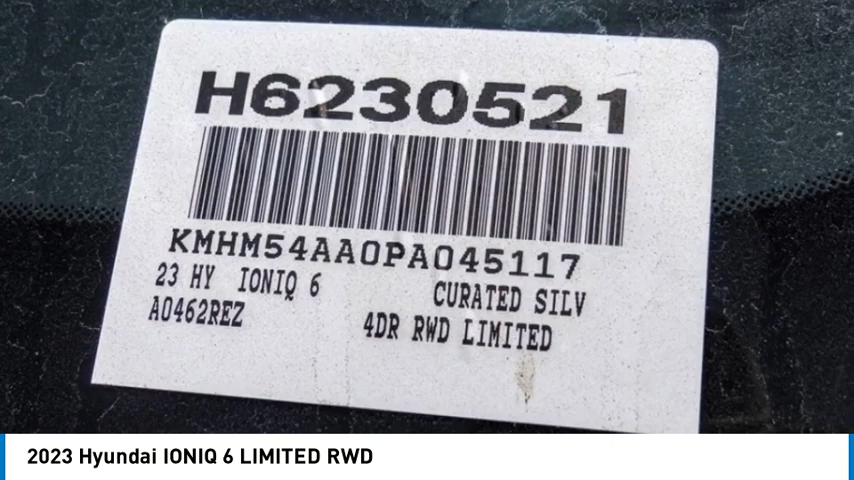 H6230521
KMHM54AA0PA045117
23 HY IONIQ 6 CURATED SILV
A0462REZ 4DR RWD LIMITED
2023 Hyundai IONIQ 6 LIMITED RWD